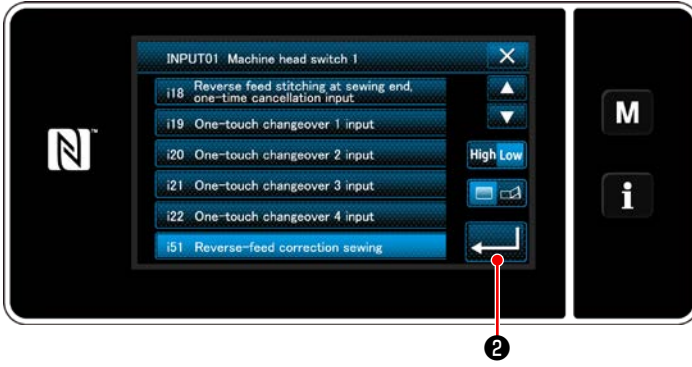 INPUT01 Machine head switch 1
i18 Reverse feed stitching at sewing end,
one-time cancellation input
i19 One-touch changeover 1 input
i20 One-touch changeover 2 input
High Low
i21 One-touch changeover 3 input
i22 One-touch changeover 4 input
i51 Reverse-feed correction sewing
N
M
i
❷